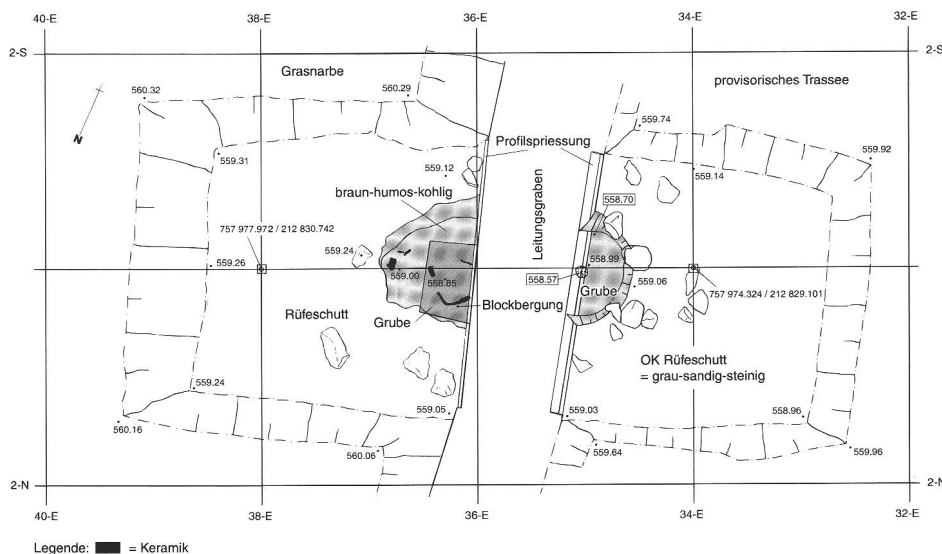 40-E 38-E 36-E 34-E 32-E
2-S 2-S
Grasnarbe
provisorisches Trassee
560.32
560.29
559.74
N
Profilspriessung
559.92
559.31
559.12
559.14
braun-humos-kohlig
Leitungsgraben
558.70
757 977.972 / 212 830.742
559.24
558.99
559.26
559.00
558.85
558.57
559.06
Grube
757 974.324 / 212 829.101
Rüfeschutt
Grube
Blockbergung
OK Rüfeschutt
= grau-sandig-steinig
559.24
559.05
559.03
558.96
560.16
560.06
559.64
559.96
2-N 2-N
40-E 38-E 36-E 34-E 32-E
Legende: = Keramik